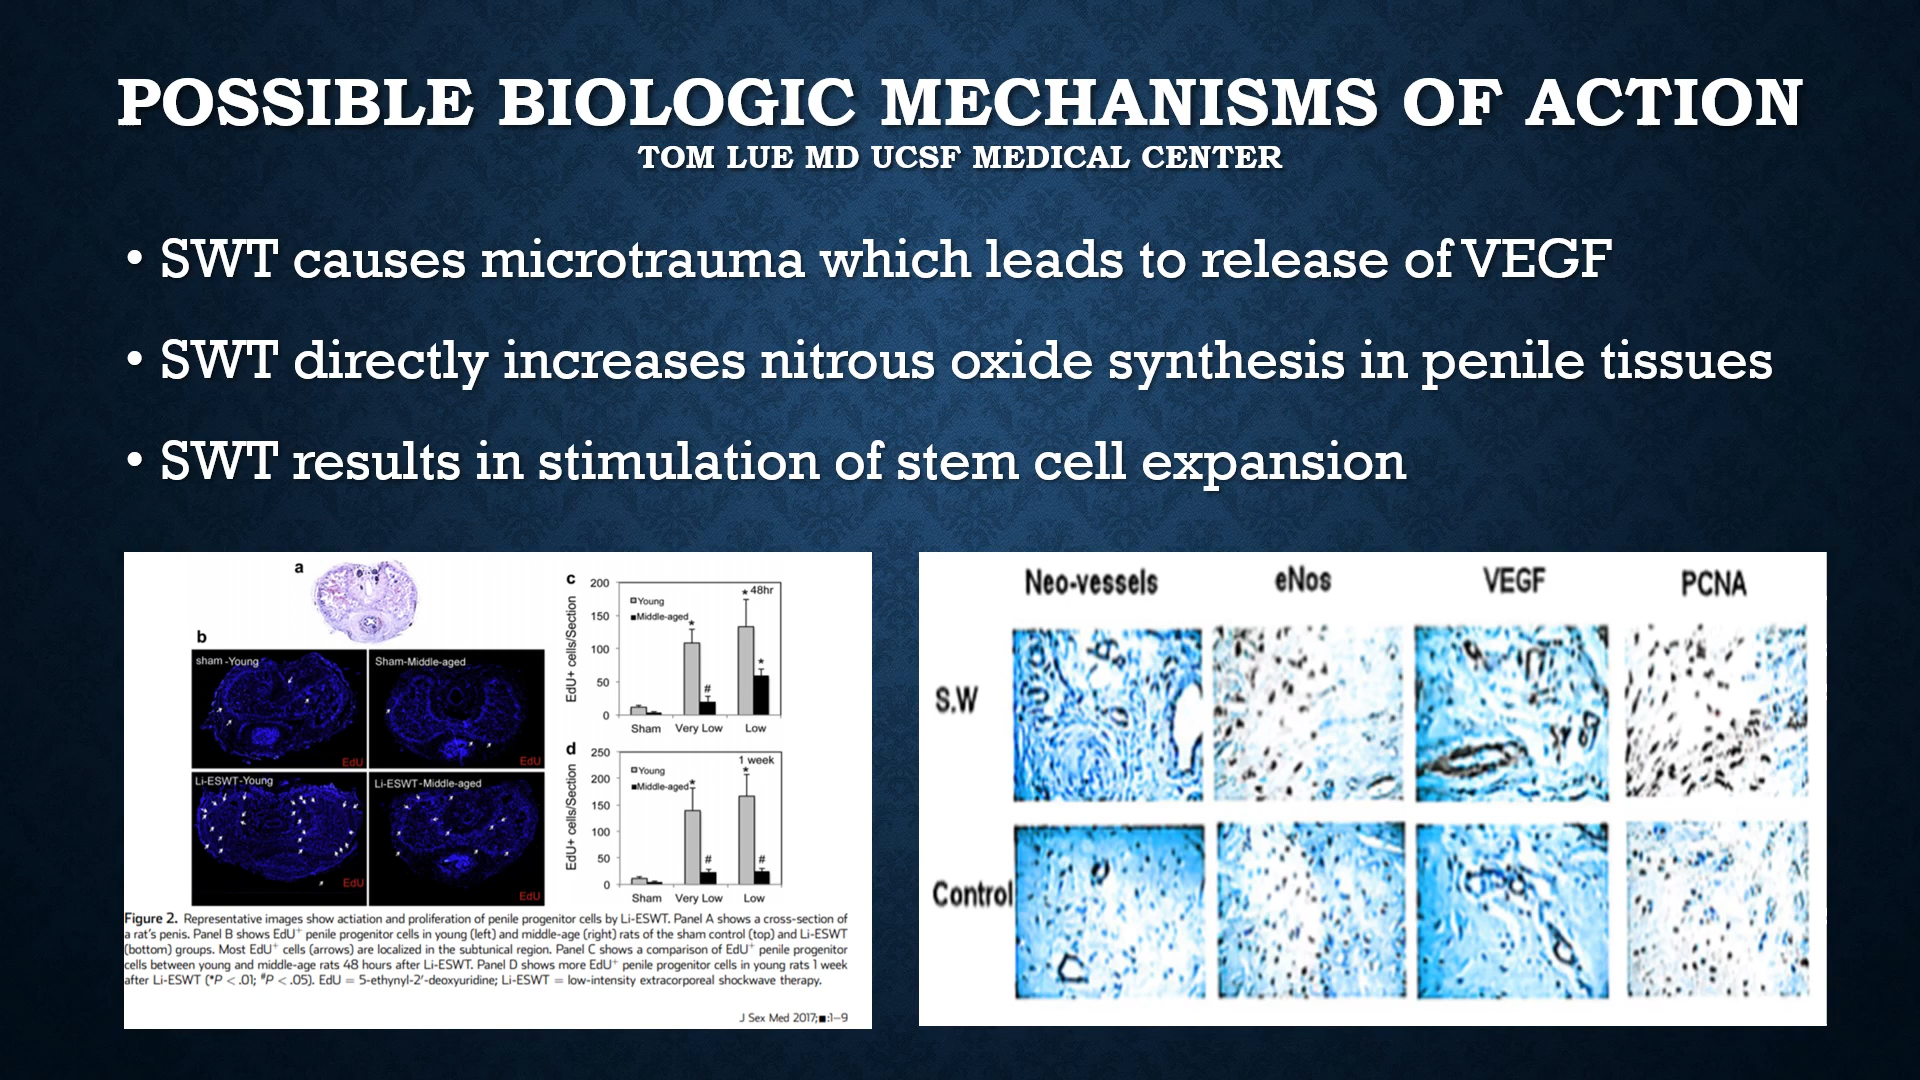 POSSIBLE BIOLOGIC MECHANISMS OF ACTION
TOM LUE MD UCSF MEDICAL CENTER
• SWT causes microtrauma which leads to release of VEGF
• SWT directly increases nitrous oxide synthesis in penile tissues
• SWT results in stimulation of stem cell expansion
a
b
sham -Young
Sham-Middle-aged
EdU
EdU
Li-ESWT-Young
Li-ESWT-Middle-aged
EdU
EdU
c
EdU+ cells/Section
200
150
100
50
0
Young
Middle-aged
48hr
*
*
*
#
Sham Very Low Low
d
EdU+ cells/Section
250
200
150
100
50
0
Young
Middle-aged
1 week
*
*
#
#
Sham Very Low Low
Figure 2. Representative images show actiation and proliferation of penile progenitor cells by Li-ESWT. Panel A shows a cross-section of
a rat's penis. Panel B shows EdU+ penile progenitor cells in young (left) and middle-age (right) rats of the sham control (top) and Li-ESWT
(bottom) groups. Most EdU+ cells (arrows) are localized in the subtunical region. Panel C shows a comparison of EdU+ penile progenitor
cells between young and middle-age rats 48 hours after Li-ESWT. Panel D shows more EdU+ penile progenitor cells in young rats 1 week
after Li-ESWT (*P < .01; #P < .05). EdU = 5-ethynyl-2′-deoxyuridine; Li-ESWT = low-intensity extracorporeal shockwave therapy.
J Sex Med 2017;■:1–9
Neo-vessels eNos VEGF PCNA
S.W
Control